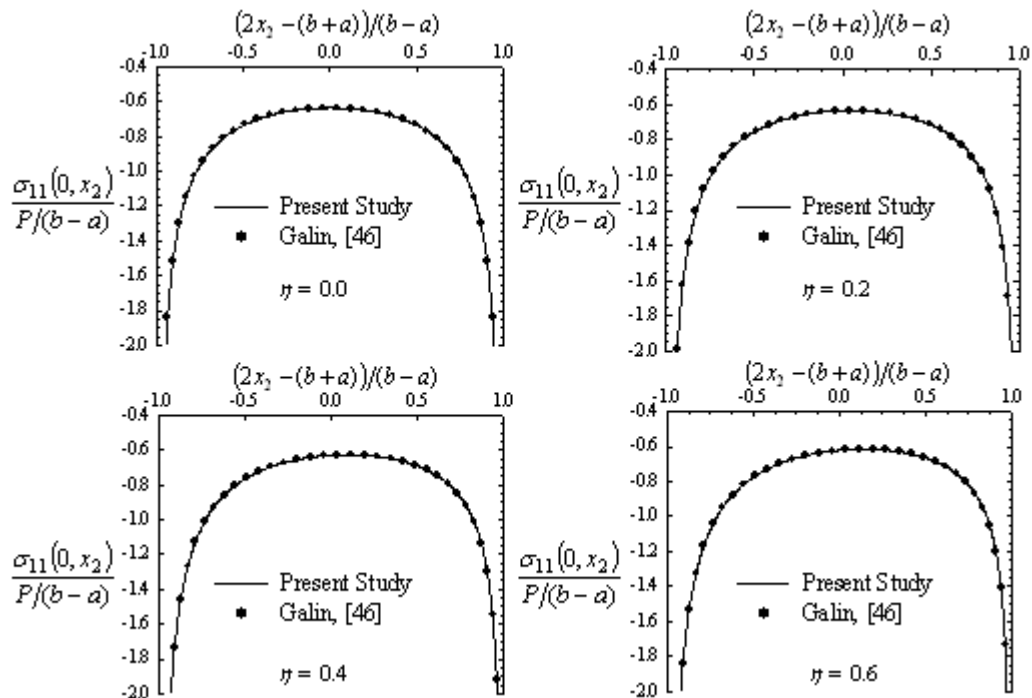 (2x₂ −(b+a))/(b−a)
-1.0 -0.5 0.0 0.5 1.0
-0.4
-0.6
-0.8
-1.0
-1.2
-1.4
-1.6
-1.8
-2.0
σ₁₁(0, x₂)
P/(b−a)
Present Study
Galin, [46]
η = 0.0
(2x₂ −(b+a))/(b−a)
-1.0 -0.5 0.0 0.5 1.0
-0.4
-0.6
-0.8
-1.0
-1.2
-1.4
-1.6
-1.8
-2.0
σ₁₁(0, x₂)
P/(b−a)
Present Study
Galin, [46]
η = 0.2
(2x₂ −(b+a))/(b−a)
-1.0 -0.5 0.0 0.5 1.0
-0.4
-0.6
-0.8
-1.0
-1.2
-1.4
-1.6
-1.8
-2.0
σ₁₁(0, x₂)
P/(b−a)
Present Study
Galin, [46]
η = 0.4
(2x₂ −(b+a))/(b−a)
-1.0 -0.5 0.0 0.5 1.0
-0.4
-0.6
-0.8
-1.0
-1.2
-1.4
-1.6
-1.8
-2.0
σ₁₁(0, x₂)
P/(b−a)
Present Study
Galin, [46]
η = 0.6